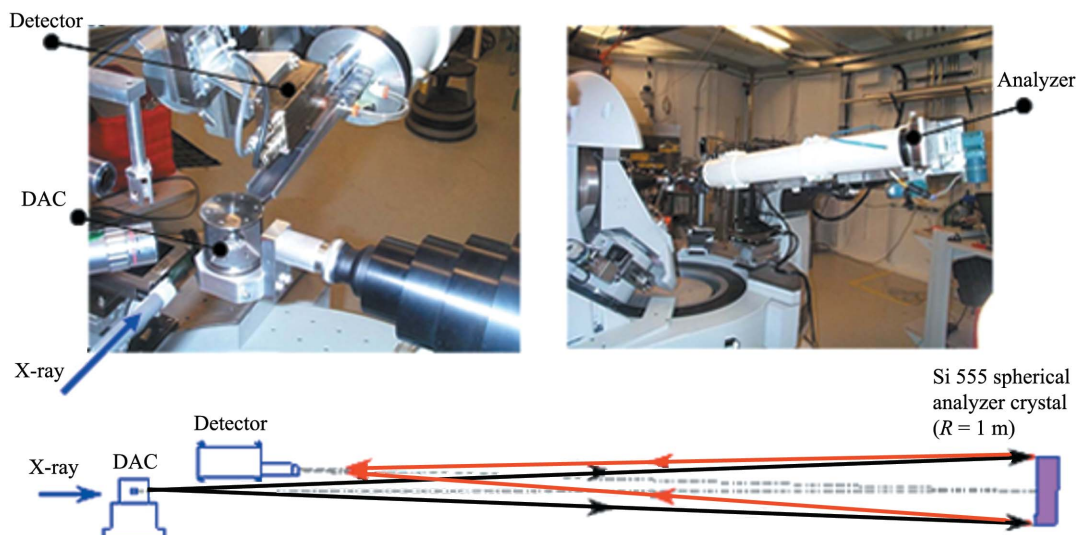 Detector
DAC
X-ray
Analyzer
Si 555 spherical
analyzer crystal
(R = 1 m)
Detector
X-ray
DAC